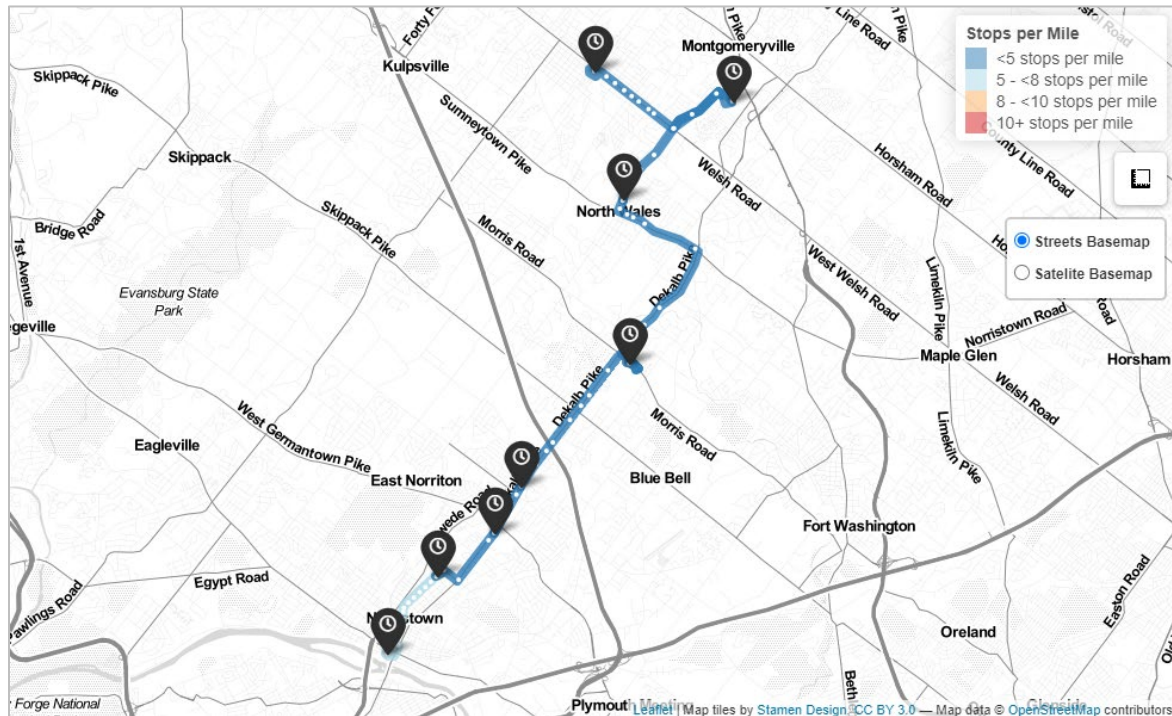 Stops per Mile
<5 stops per mile
5 - <8 stops per mile
8 - <10 stops per mile
10+ stops per mile
Streets Basemap
Satelite Basemap
Montgomeryville
County Line Road
Kulpsville
Skippack Pike
Sumneytown Pike
Skippack
Horsham Road
County Line Road
Welsh Road
North Wales
Bridge Road
Skippack Pike
Morris Road
1st Avenue
West Welsh Road
Limekiln Pike
Evansburg State
Park
Dekalb Pike
Norristown Road
Maple Glen
Horsham
Dekalb Pike
Welsh Road
West Germantown Pike
Morris Road
Limekiln Pike
Eagleville
East Norriton
Blue Bell
Fort Washington
Egypt Road
Pawlings Road
Easton Road
Oreland
Forge National
Plymouth Meeting
Glenside
Leaflet | Map tiles by Stamen Design, CC BY 3.0 — Map data © OpenStreetMap contributors